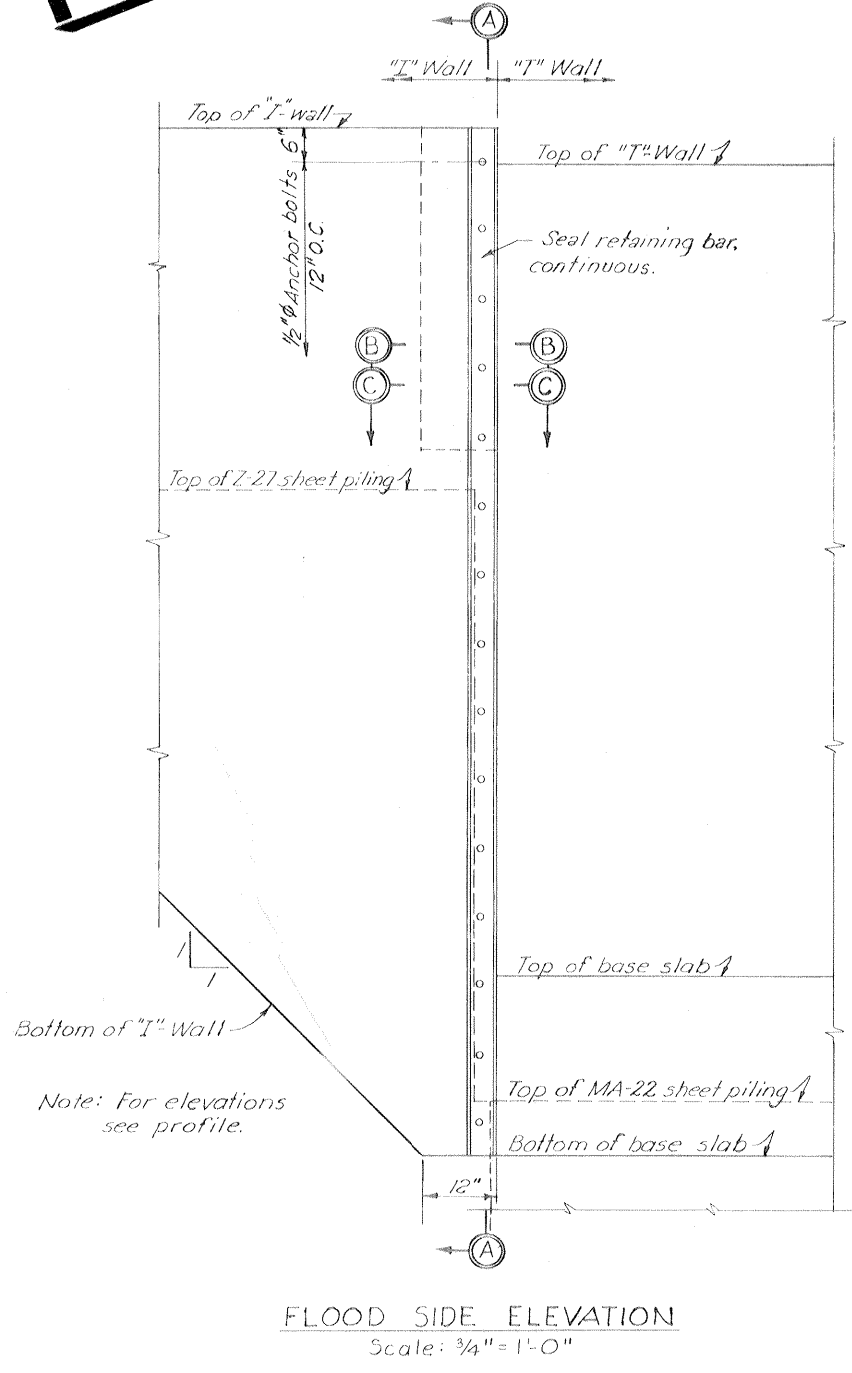 A
"I" Wall "T" Wall
Top of "I"-wall
Top of "T"-Wall
6"
1/2"ϕ Anchor bolts
12" O.C.
Seal retaining bar,
continuous.
B B
C C
Top of Z-27 sheet piling
Top of base slab
1
1
Bottom of "I"-Wall
Top of MA-22 sheet piling
Note: For elevations
see profile.
Bottom of base slab
12"
A
FLOOD SIDE ELEVATION
Scale: 3/4" = 1'-0"